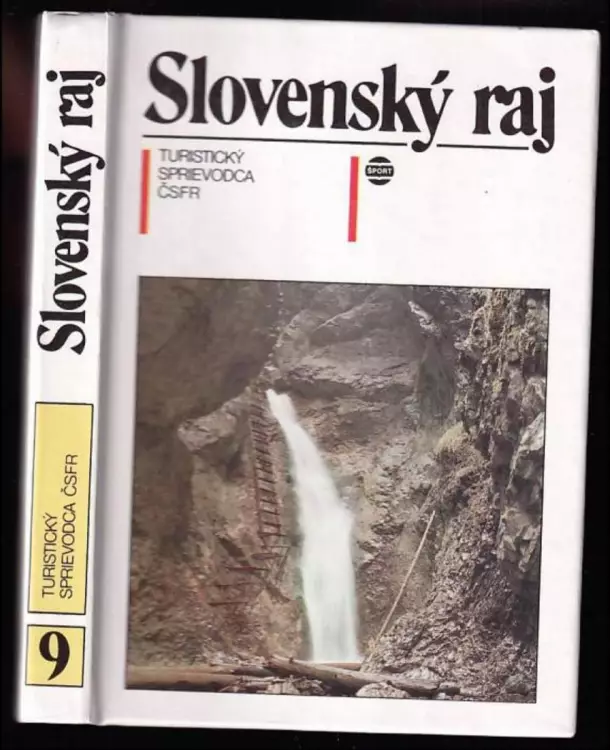 Slovenský raj
TURISTICKÝ
SPRIEVODCA
ČSFR
ŠPORT
Slovenský raj
TURISTICKÝ
SPRIEVODCA ČSFR
9